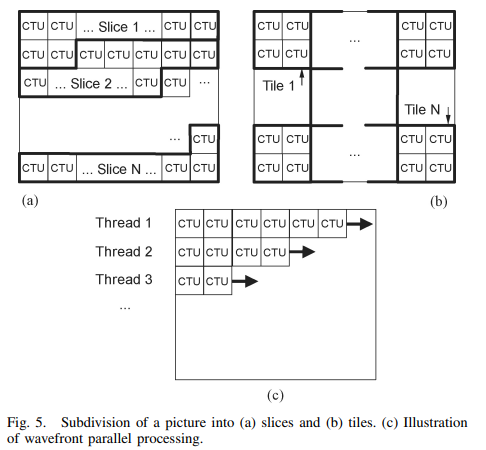 CTU CTU ... Slice 1 ... CTU CTU
CTU CTU CTU CTU CTU CTU CTU
CTU ... Slice 2 ... CTU CTU ...
... CTU
CTU CTU ... Slice N ... CTU CTU
(a)
CTU CTU ... CTU CTU
CTU CTU CTU CTU
Tile 1
Tile N
CTU CTU ... CTU CTU
CTU CTU CTU CTU
(b)
Thread 1 CTU CTU CTU CTU CTU CTU
Thread 2 CTU CTU CTU CTU
Thread 3 CTU CTU
...
(c)
Fig. 5. Subdivision of a picture into (a) slices and (b) tiles. (c) Illustration
of wavefront parallel processing.